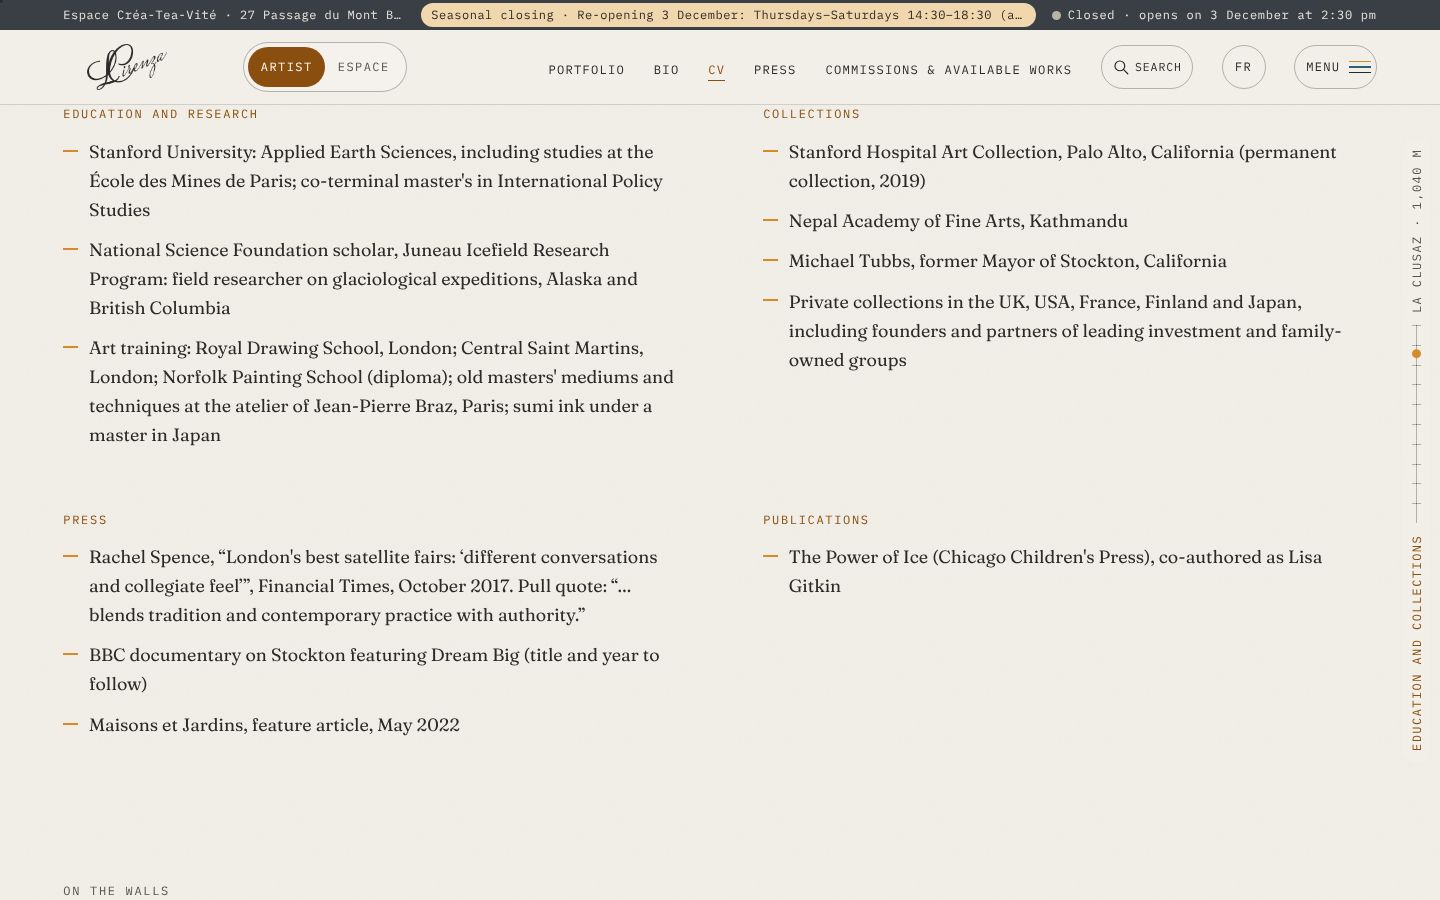 Espace Créa-Tea-Vité · 27 Passage du Mont B…
Seasonal closing · Re-opening 3 December: Thursdays–Saturdays 14:30–18:30 (a…
Closed · opens on 3 December at 2:30 pm
Lirenza
ARTIST
ESPACE
PORTFOLIO
BIO
CV
PRESS
COMMISSIONS & AVAILABLE WORKS
SEARCH
FR
MENU
EDUCATION AND RESEARCH
Stanford University: Applied Earth Sciences, including studies at the
École des Mines de Paris; co-terminal master's in International Policy
Studies
National Science Foundation scholar, Juneau Icefield Research
Program: field researcher on glaciological expeditions, Alaska and
British Columbia
Art training: Royal Drawing School, London; Central Saint Martins,
London; Norfolk Painting School (diploma); old masters' mediums and
techniques at the atelier of Jean-Pierre Braz, Paris; sumi ink under a
master in Japan
COLLECTIONS
Stanford Hospital Art Collection, Palo Alto, California (permanent
collection, 2019)
Nepal Academy of Fine Arts, Kathmandu
Michael Tubbs, former Mayor of Stockton, California
Private collections in the UK, USA, France, Finland and Japan,
including founders and partners of leading investment and family-
owned groups
PRESS
Rachel Spence, “London's best satellite fairs: ‘different conversations
and collegiate feel’”, Financial Times, October 2017. Pull quote: “…
blends tradition and contemporary practice with authority.”
BBC documentary on Stockton featuring Dream Big (title and year to
follow)
Maisons et Jardins, feature article, May 2022
PUBLICATIONS
The Power of Ice (Chicago Children's Press), co-authored as Lisa
Gitkin
LA CLUSAZ · 1,040 M
EDUCATION AND COLLECTIONS
ON THE WALLS